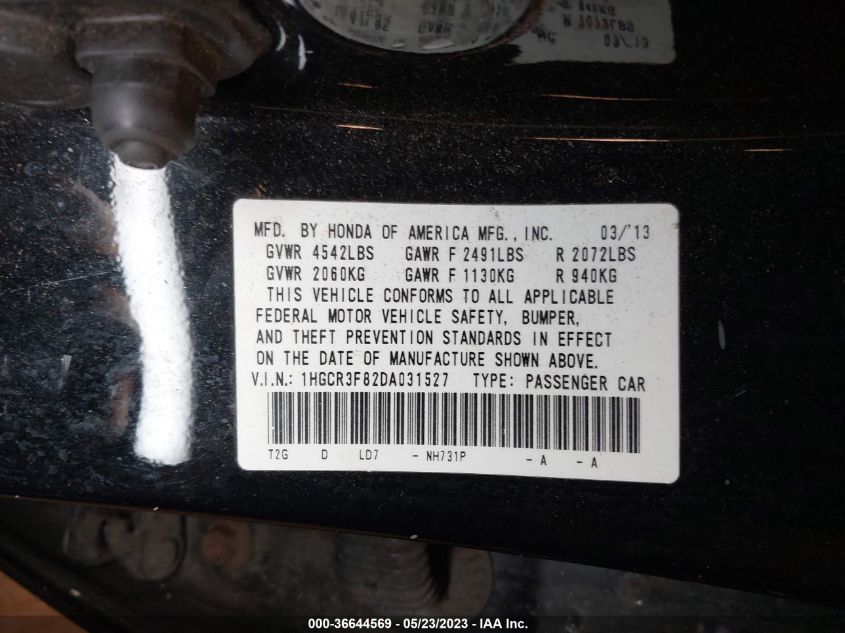 MFD. BY HONDA OF AMERICA MFG., INC. 03/'13
GVWR 4542LBS GAWR F 2491LBS R 2072LBS
GVWR 2060KG GAWR F 1130KG R 940KG
THIS VEHICLE CONFORMS TO ALL APPLICABLE
FEDERAL MOTOR VEHICLE SAFETY, BUMPER,
AND THEFT PREVENTION STANDARDS IN EFFECT
ON THE DATE OF MANUFACTURE SHOWN ABOVE.
V.I.N.: 1HGCR3F82DA031527 TYPE: PASSENGER CAR
T2G D LD7 - NH731P - A - A
000-36644569 - 05/23/2023 - IAA Inc.